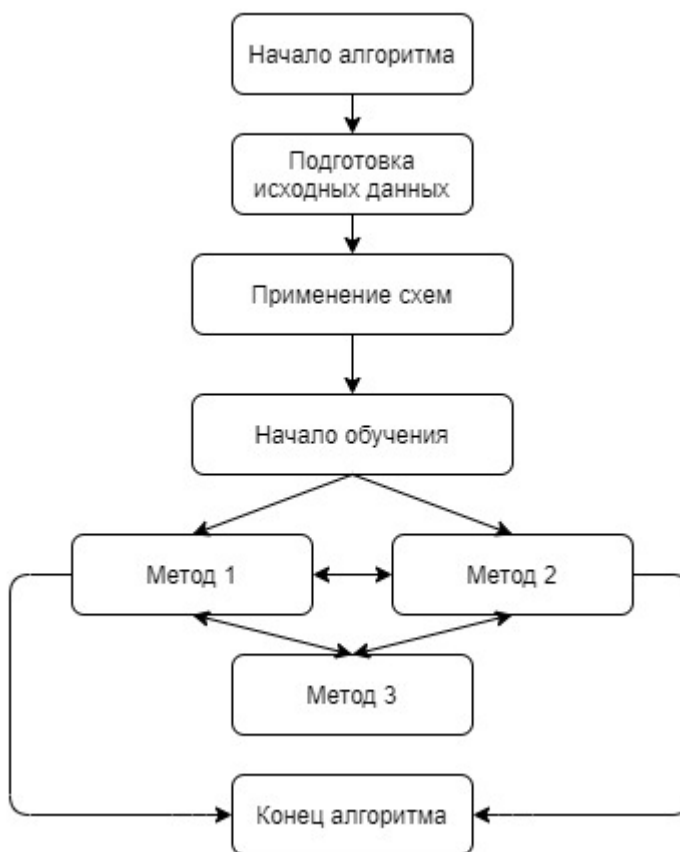 Начало алгоритма
Подготовка
исходных данных
Применение схем
Начало обучения
Метод 1
Метод 2
Метод 3
Конец алгоритма